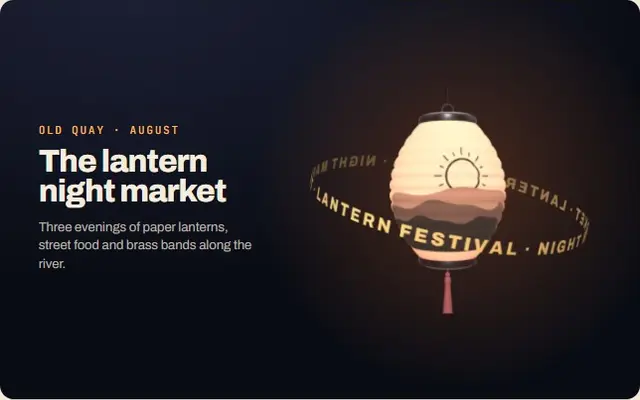 OLD QUAY · AUGUST
The lantern
night market
Three evenings of paper lanterns,
street food and brass bands along the
river.
· LANTERN FESTIVAL · NIGHT